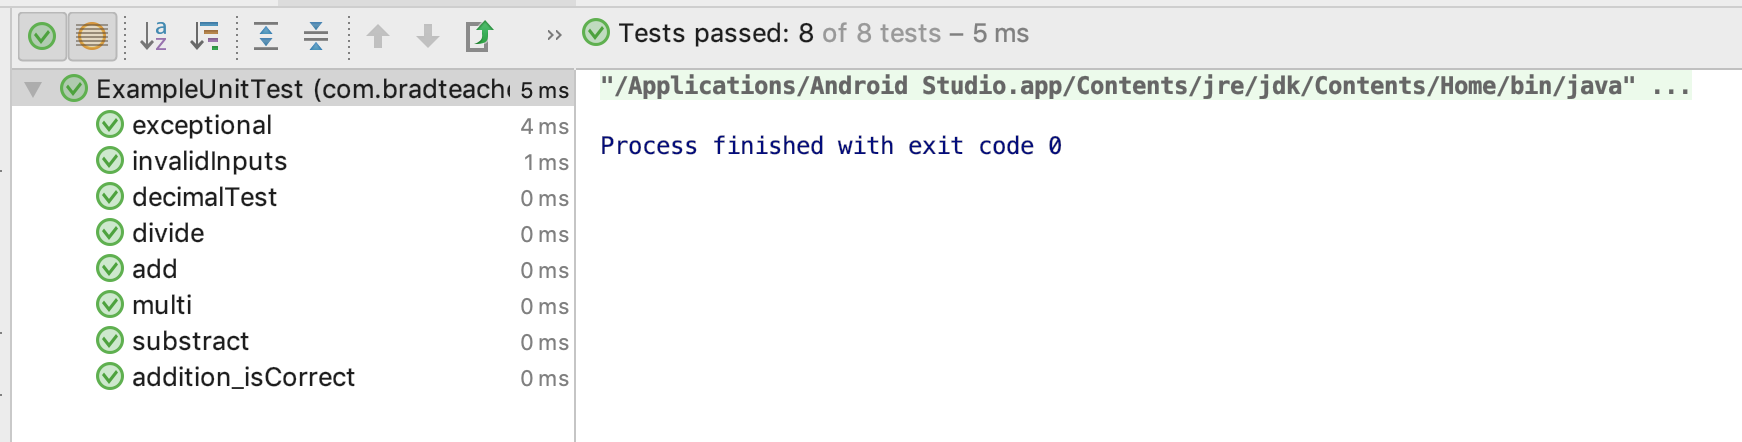 Tests passed: 8 of 8 tests – 5 ms
ExampleUnitTest (com.bradteach 5 ms
exceptional 4 ms
invalidInputs 1 ms
decimalTest 0 ms
divide 0 ms
add 0 ms
multi 0 ms
substract 0 ms
addition_isCorrect 0 ms
"/Applications/Android Studio.app/Contents/jre/jdk/Contents/Home/bin/java" ...
Process finished with exit code 0